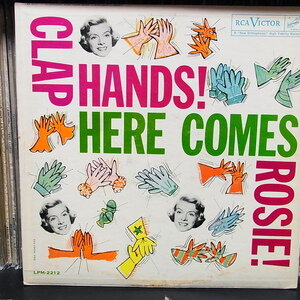 RCA VICTOR
CLAP
HANDS!
HERE COMES
ROSIE!
LPM-2212